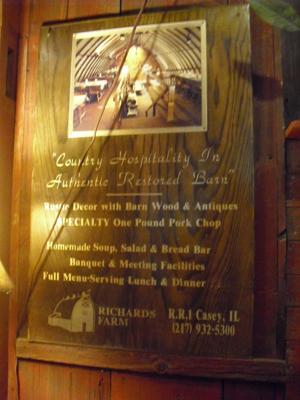 "Country Hospitality In
Authentic Restored Barn"
Rustic Decor with Barn Wood & Antiques
SPECIALTY One Pound Pork Chop
Homemade Soup, Salad & Bread Bar
Banquet & Meeting Facilities
Full Menu-Serving Lunch & Dinner
RICHARDS
FARM
R.R.1 Casey, IL
(217) 932-5300